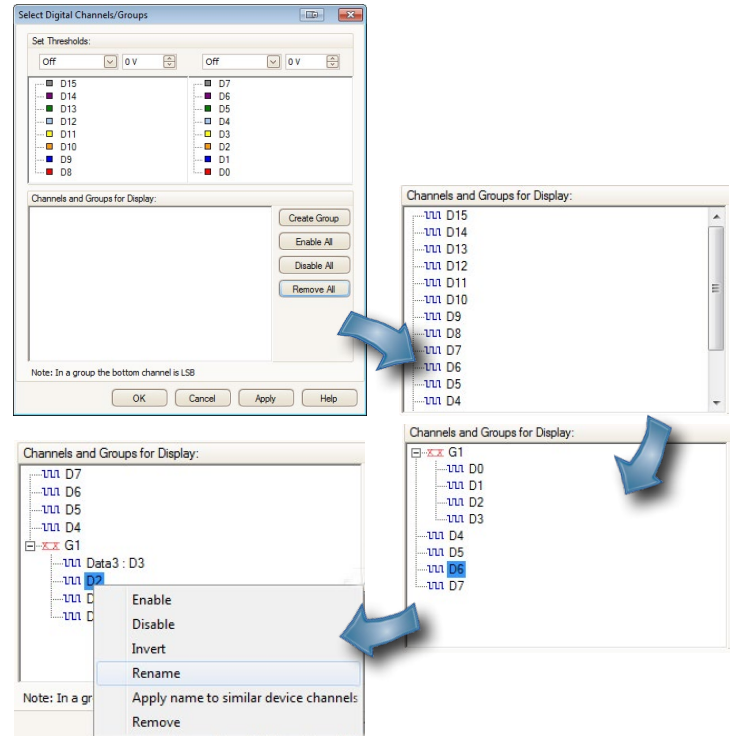 Select Digital Channels/Groups
Set Thresholds:
Off 0 V Off 0 V
D15 D7
D14 D6
D13 D5
D12 D4
D11 D3
D10 D2
D9 D1
D8 D0
Channels and Groups for Display:
Create Group
Enable All
Disable All
Remove All
Note: In a group the bottom channel is LSB
OK Cancel Apply Help
Channels and Groups for Display:
D15
D14
D13
D12
D11
D10
D9
D8
D7
D6
D5
D4
Channels and Groups for Display:
G1
D0
D1
D2
D3
D4
D5
D6
D7
Channels and Groups for Display:
D7
D6
D5
D4
G1
Data3 : D3
D2
D
D
Enable
Disable
Invert
Rename
Apply name to similar device channels
Remove
Note: In a gr